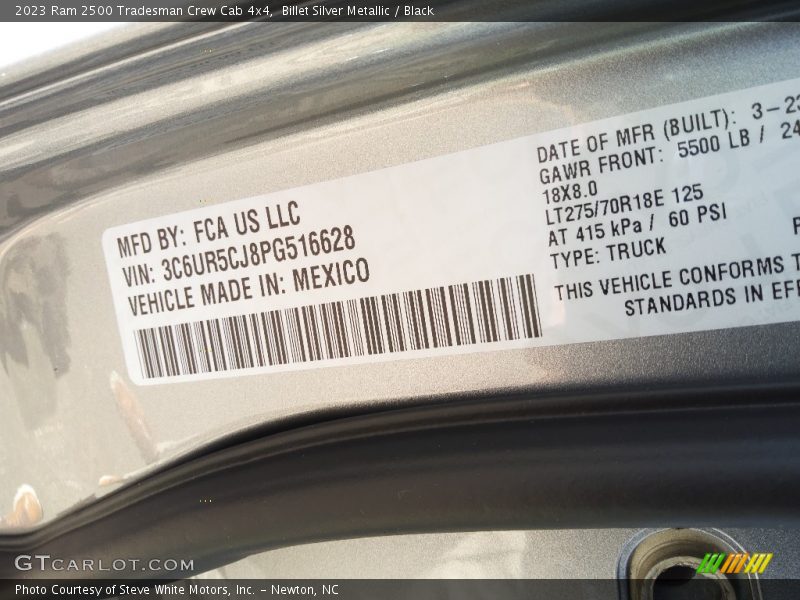 2023 Ram 2500 Tradesman Crew Cab 4x4, Billet Silver Metallic / Black
MFD BY: FCA US LLC
VIN: 3C6UR5CJ8PG516628
VEHICLE MADE IN: MEXICO
DATE OF MFR (BUILT): 3-23
GAWR FRONT: 5500 LB / 24
18X8.0
LT275/70R18E 125
AT 415 kPa / 60 PSI
TYPE: TRUCK
THIS VEHICLE CONFORMS T
STANDARDS IN EFF
GTCARLOT.COM
Photo Courtesy of Steve White Motors, Inc. – Newton, NC